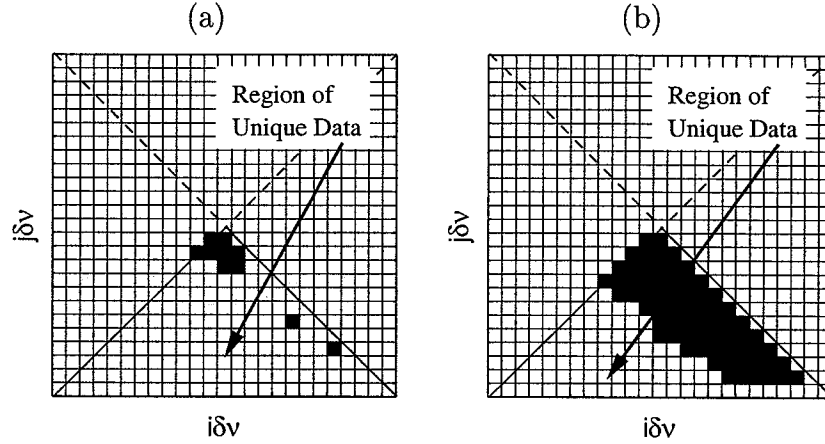 (a)
(b)
Region of
Unique Data
Region of
Unique Data
jδν
jδν
iδν
iδν